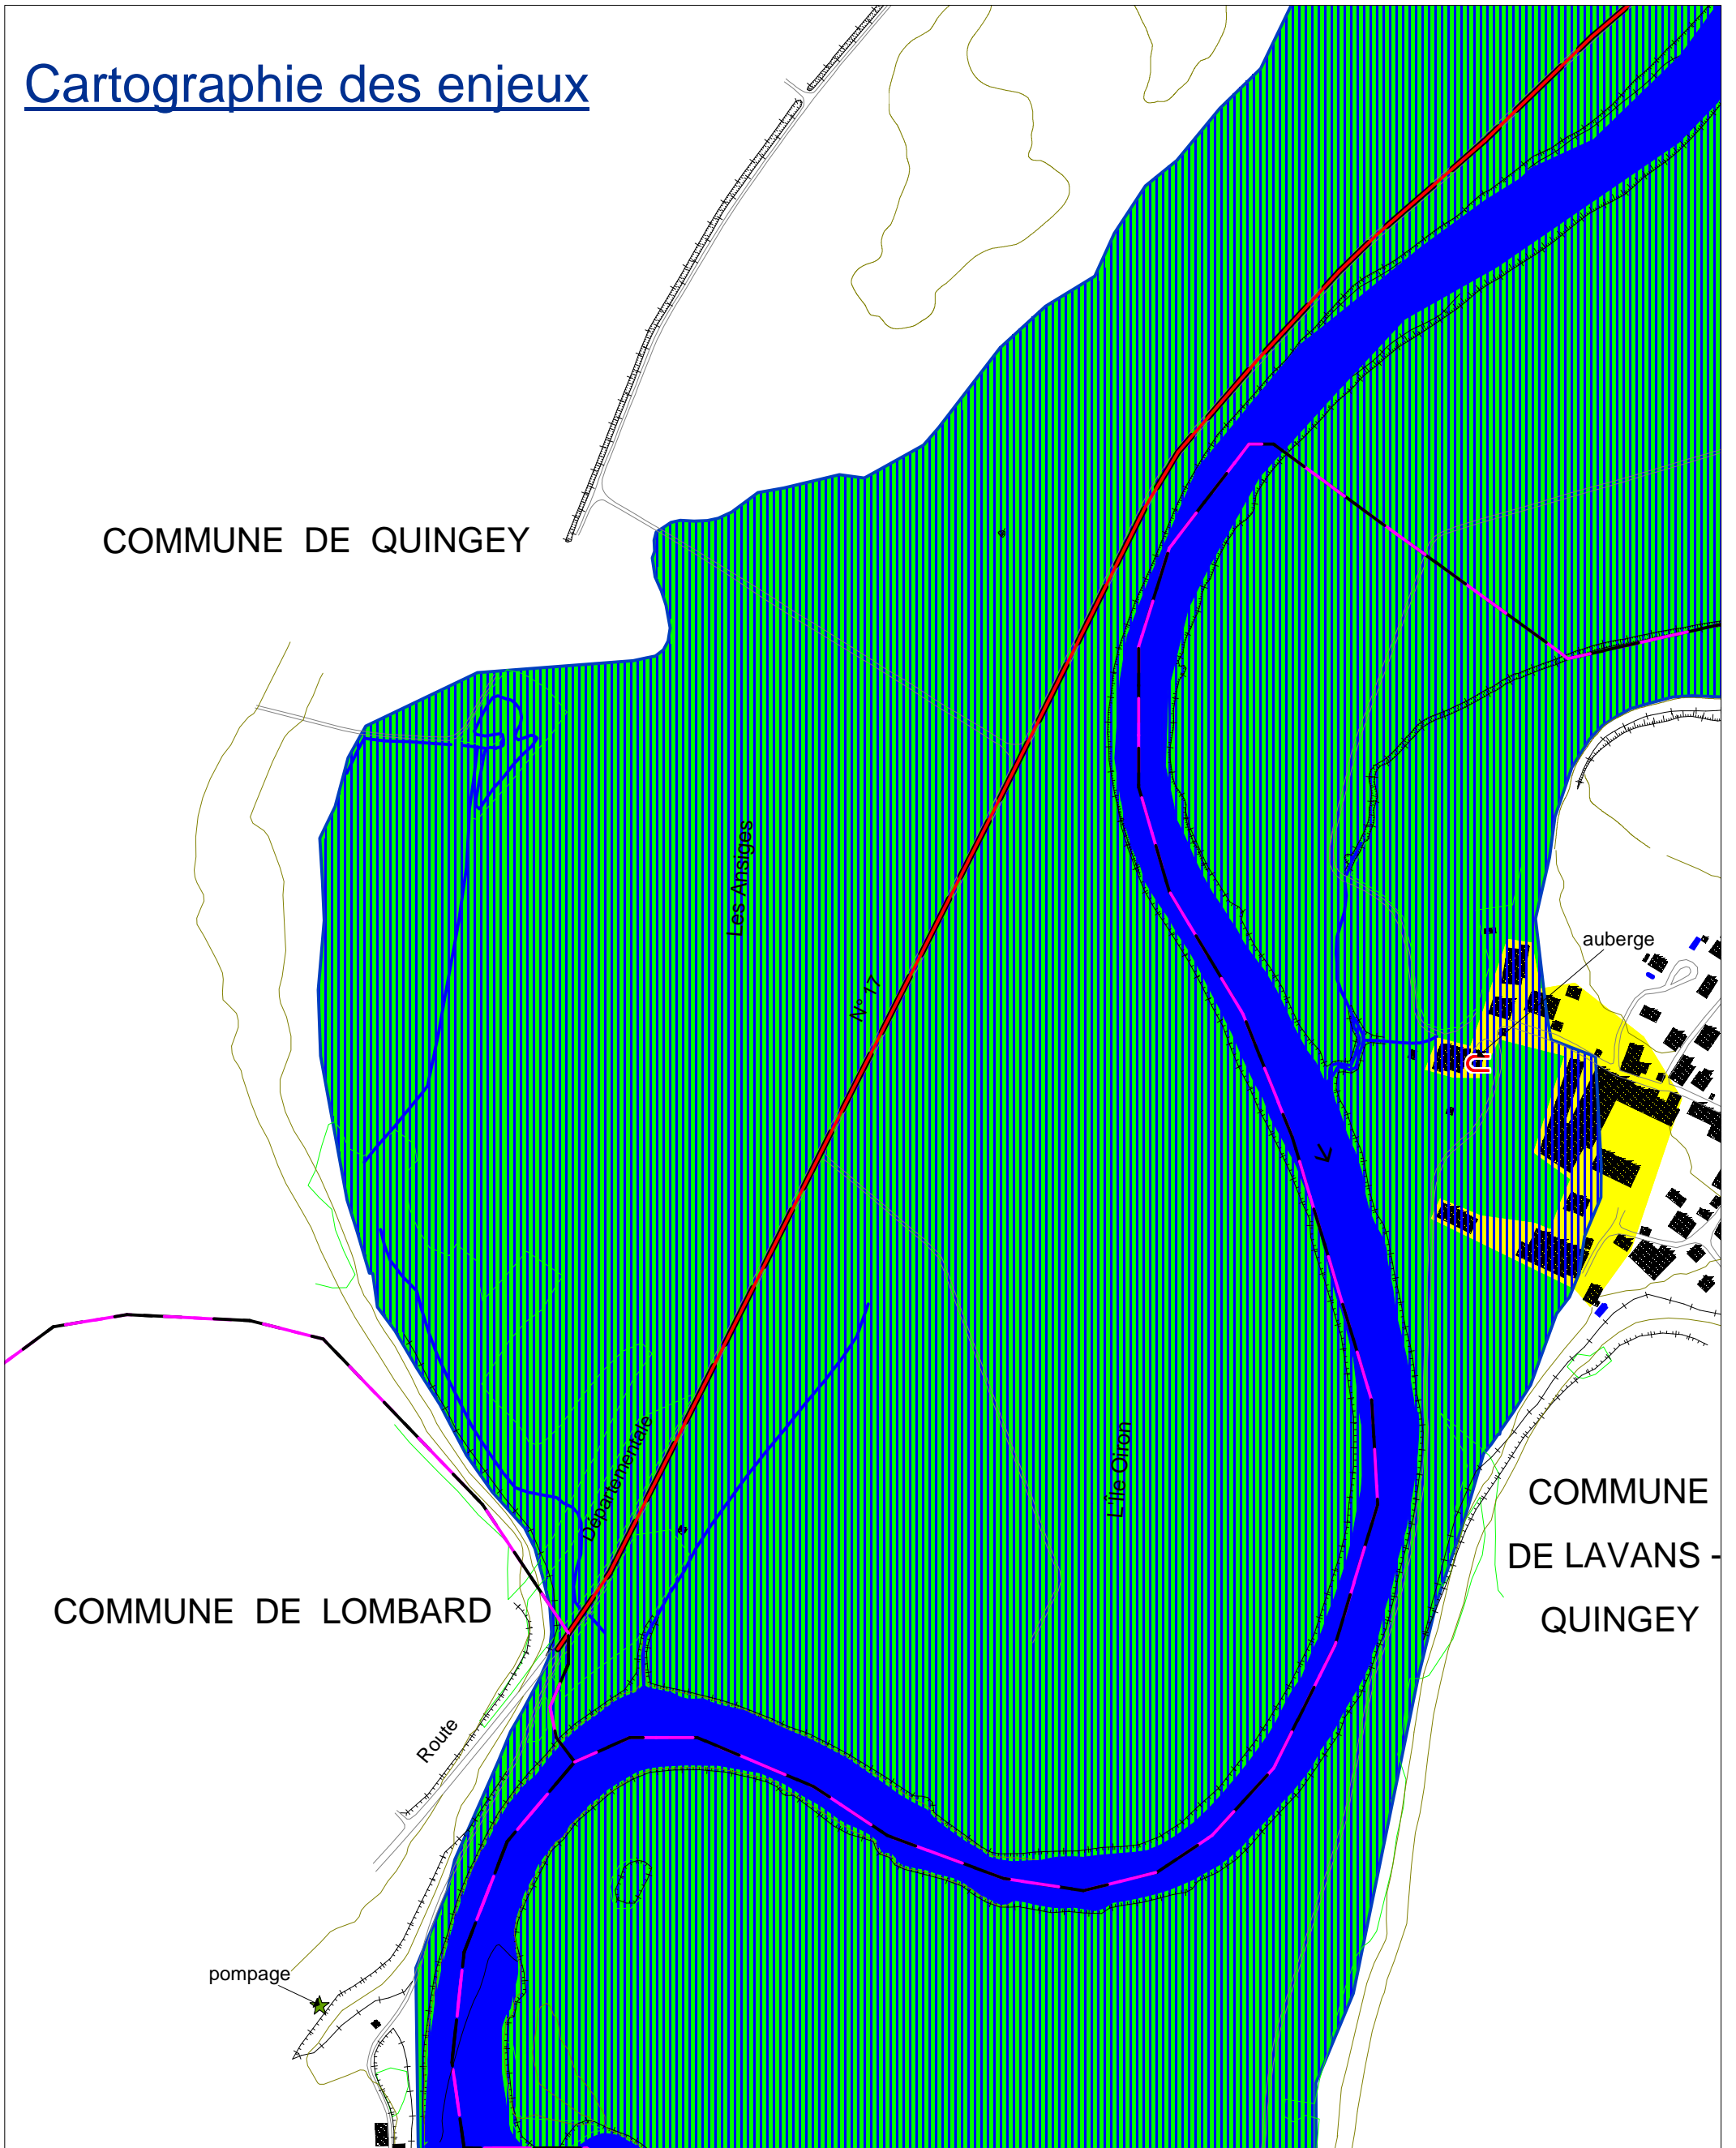 Cartographie des enjeux
COMMUNE DE QUINGEY
Les Ansiges
auberge
N° 17
Départementale
L'Île Oiron
COMMUNE
DE LAVANS -
QUINGEY
COMMUNE DE LOMBARD
Route
pompage